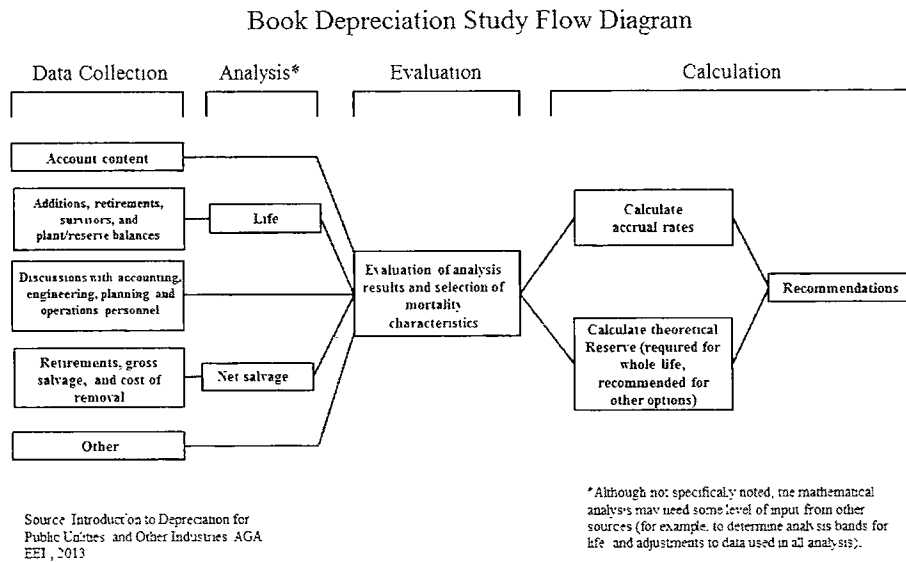 Book Depreciation Study Flow Diagram
Data Collection
Analysis*
Evaluation
Calculation
Account content
Additions, retirements,
survivors, and
plant/reserve balances
Life
Discussions with accounting,
engineering, planning and
operations personnel
Retirements, gross
salvage, and cost of
removal
Net salvage
Other
Evaluation of analysis
results and selection of
mortality
characteristics
Calculate
accrual rates
Calculate theoretical
Reserve (required for
whole life,
recommended for
other options)
Recommendations
Source Introduction to Depreciation for
Public Utilities and Other Industries AGA
EEI, 2013
*Although not specifically noted, the mathematical
analysis may need some level of input from other
sources (for example, to determine analysis bands for
life and adjustments to data used in all analysis).